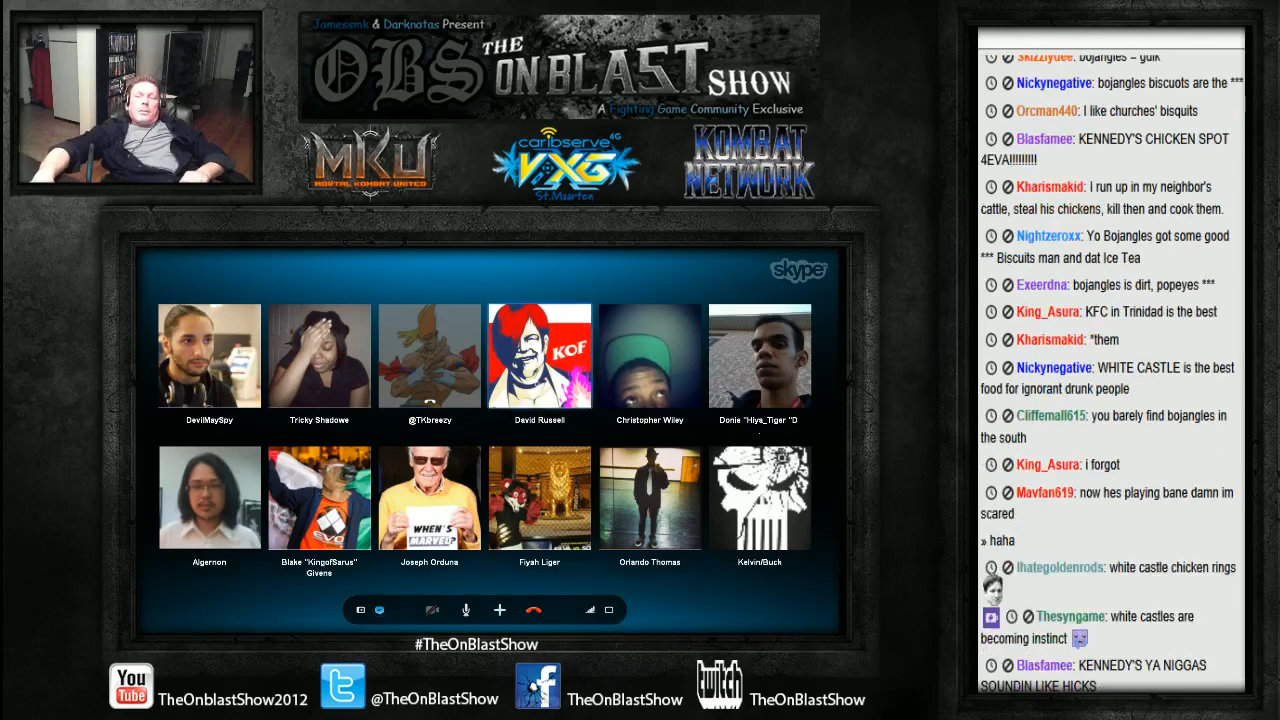 Jamessmk & Darknatas Present
OBS THE ON BLAST SHOW
A Fighting Game Community Exclusive
MKU
MORTAL KOMBAT UNITED
caribserve 4G
VXG
St.Maarten
KOMBAT
NETWORK
skype
KOF
DevilMaySpy
Tricky Shadowe
@TKbreezy
David Russell
Christopher Wiley
Donie "Hiya_Tiger "D
EVO
WHEN'S
MARVEL?
Algernon
Blake "KingofSarus"
Givens
Joseph Orduna
Fiyah Liger
Orlando Thomas
Kelvin/Buck
#TheOnBlastShow
You
Tube
TheOnblastShow2012
@TheOnBlastShow
TheOnBlastShow
twitch
TheOnBlastShow
Skizzlydee: bojangles = guik
Nickynegative: bojangles biscuots are the ***
Orcman440: I like churches' bisquits
Blasfamee: KENNEDY'S CHICKEN SPOT
4EVA!!!!!!!!!
Kharismakid: I run up in my neighbor's
cattle, steal his chickens, kill then and cook them.
Nightzeroxx: Yo Bojangles got some good
*** Biscuits man and dat Ice Tea
Exeerdna: bojangles is dirt, popeyes ***
King_Asura: KFC in Trinidad is the best
Kharismakid: *them
Nickynegative: WHITE CASTLE is the best
food for ignorant drunk people
Cliffemall615: you barely find bojangles in
the south
King_Asura: i forgot
Mavfan619: now hes playing bane damn im
scared
» haha
Ihategoldenrods: white castle chicken rings
Thesyngame: white castles are
becoming instinct
Blasfamee: KENNEDY'S YA NIGGAS
SOUNDIN LIKE HICKS